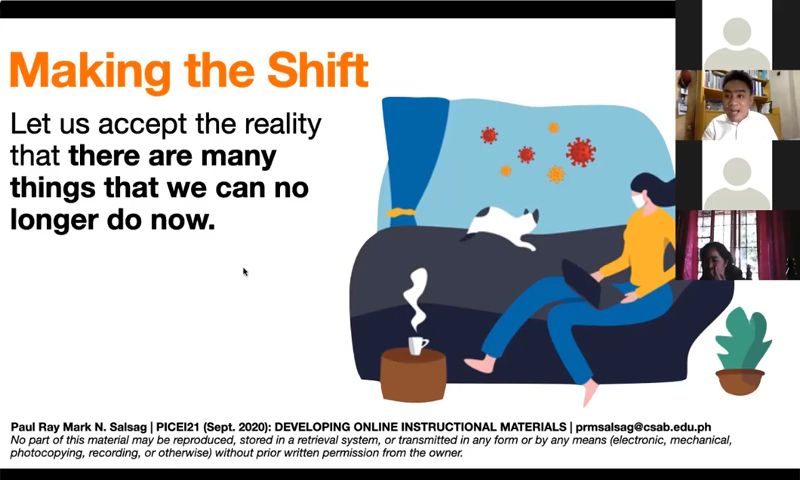 Making the Shift
Let us accept the reality
that there are many
things that we can no
longer do now.
Paul Ray Mark N. Salsag | PICEI21 (Sept. 2020): DEVELOPING ONLINE INSTRUCTIONAL MATERIALS | prmsalsag@csab.edu.ph
No part of this material may be reproduced, stored in a retrieval system, or transmitted in any form or by any means (electronic, mechanical,
photocopying, recording, or otherwise) without prior written permission from the owner.